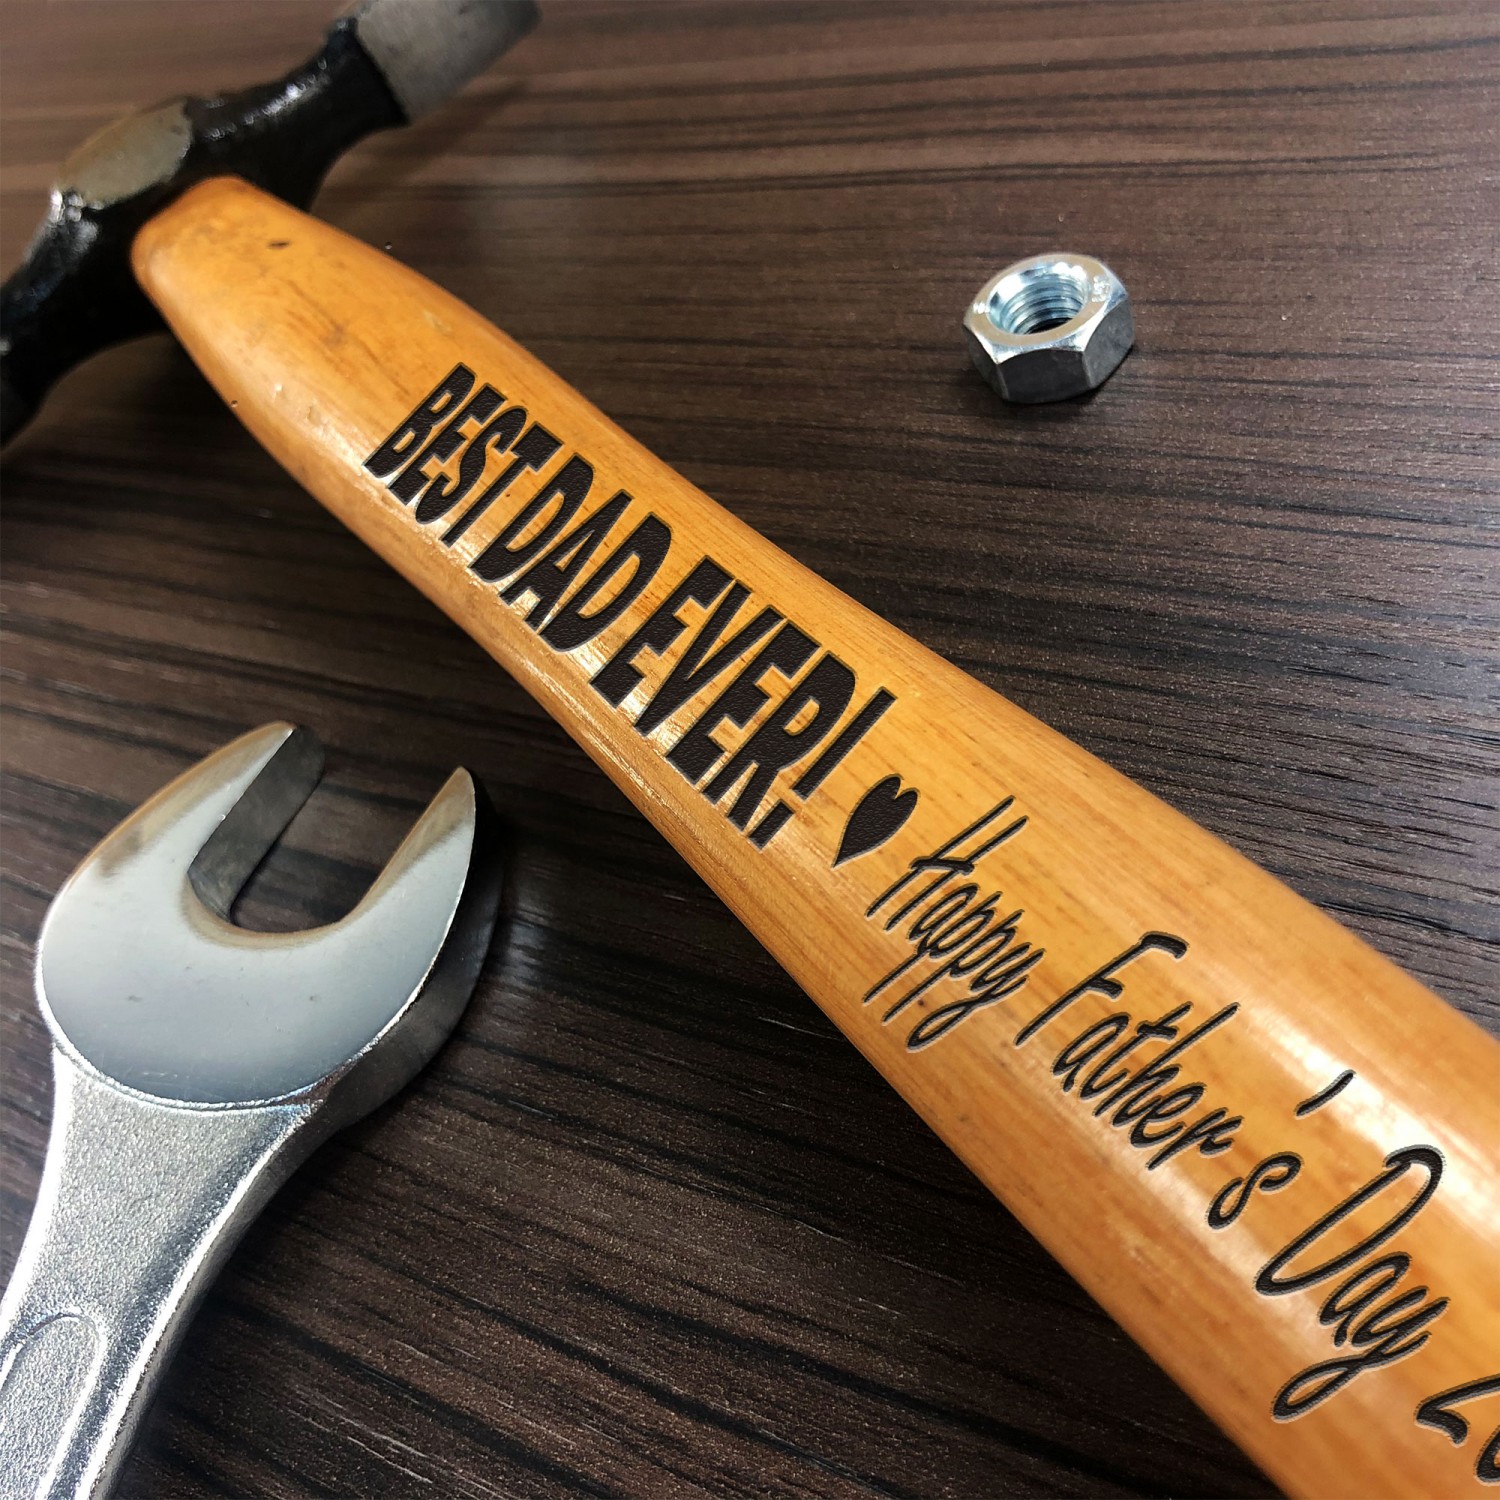 BEST DAD EVER! ♥ Happy Father's Day